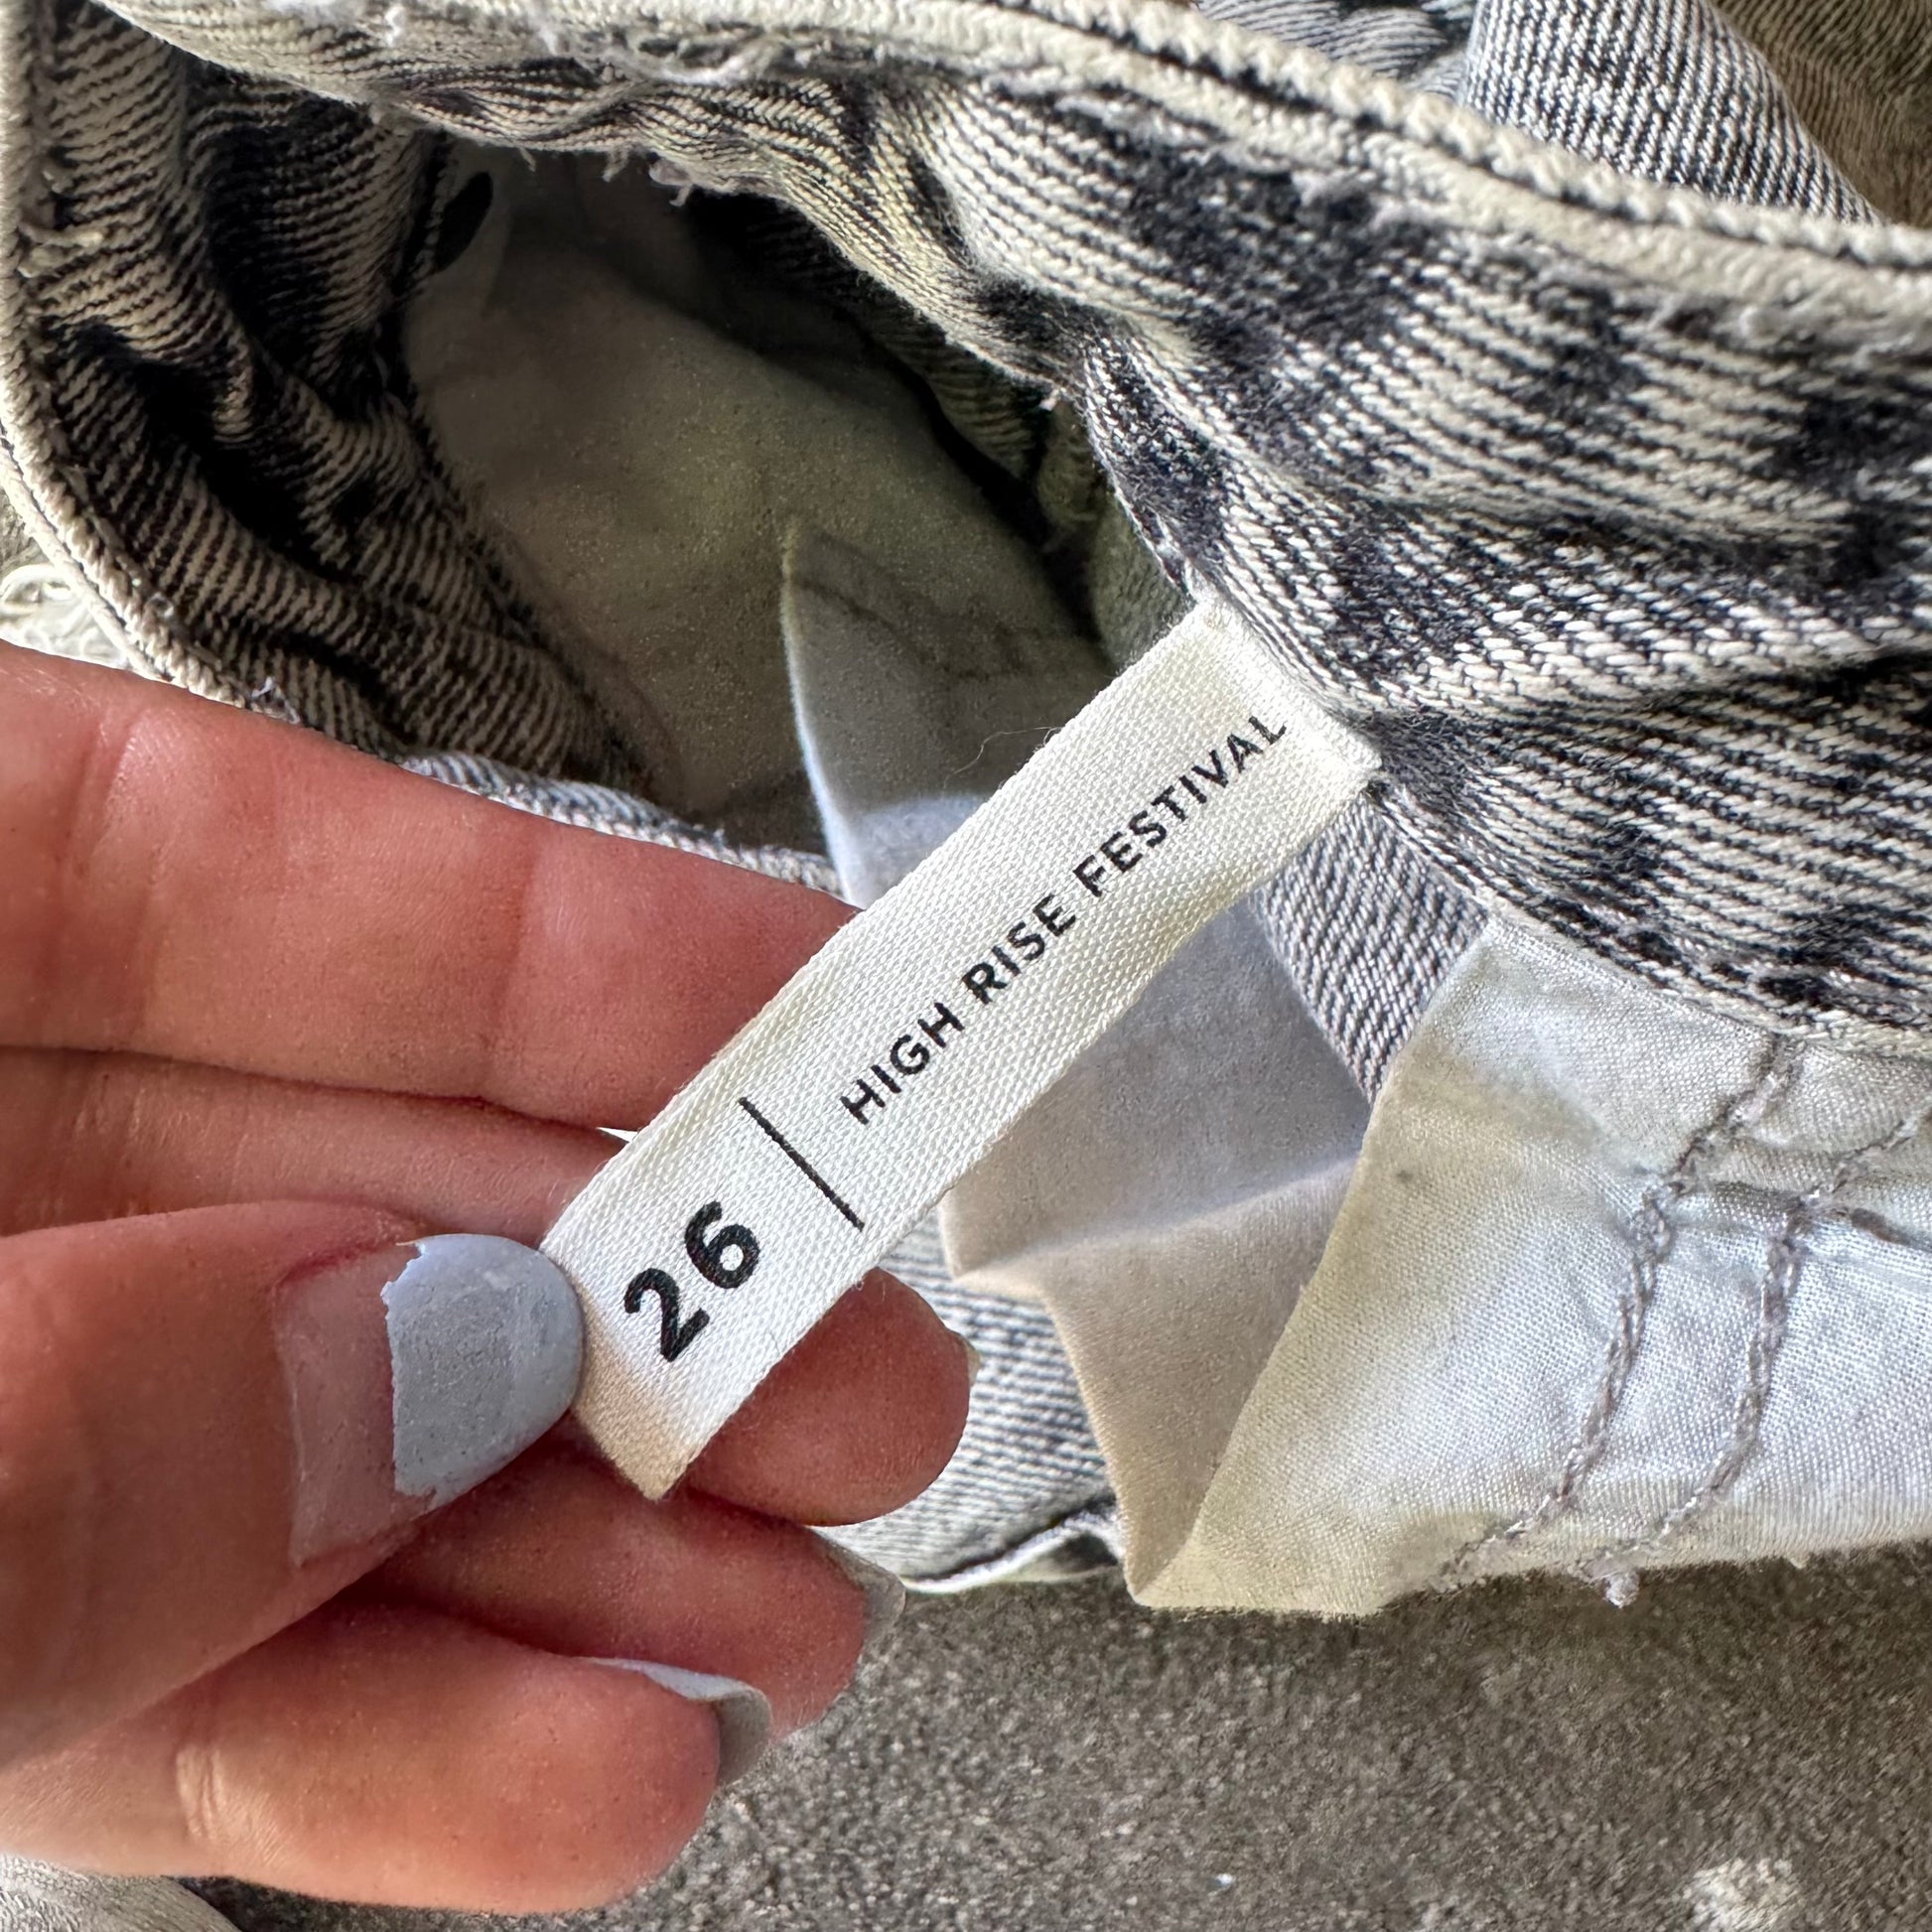 26 | HIGH RISE FESTIVAL